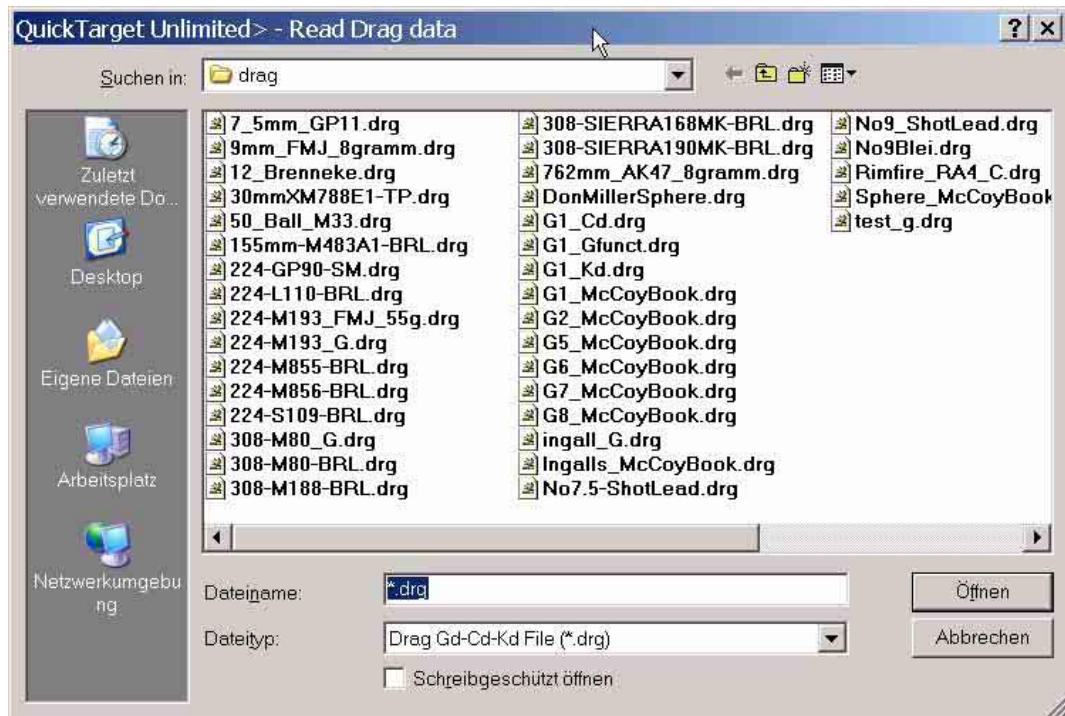 QuickTarget Unlimited> - Read Drag data
Suchen in:
drag
Zuletzt
verwendete Do...
Desktop
Eigene Dateien
Arbeitsplatz
Netzwerkumgebu
ng
7_5mm_GP11.drg
9mm_FMJ_8gramm.drg
12_Brenneke.drg
30mmXM788E1-TP.drg
50_Ball_M33.drg
155mm-M483A1-BRL.drg
224-GP90-SM.drg
224-L110-BRL.drg
224-M193_FMJ_55g.drg
224-M193_G.drg
224-M855-BRL.drg
224-M856-BRL.drg
224-S109-BRL.drg
308-M80_G.drg
308-M80-BRL.drg
308-M188-BRL.drg
308-SIERRA168MK-BRL.drg
308-SIERRA190MK-BRL.drg
762mm_AK47_8gramm.drg
DonMillerSphere.drg
G1_Cd.drg
G1_Gfunct.drg
G1_Kd.drg
G1_McCoyBook.drg
G2_McCoyBook.drg
G5_McCoyBook.drg
G6_McCoyBook.drg
G7_McCoyBook.drg
G8_McCoyBook.drg
ingall_G.drg
Ingalls_McCoyBook.drg
No7.5-ShotLead.drg
No9_ShotLead.drg
No9Blei.drg
Rimfire_RA4_C.drg
Sphere_McCoyBook
test_g.drg
Dateiname:
*.drg
Öffnen
Dateityp:
Drag Gd-Cd-Kd File (*.drg)
Abbrechen
Schreibgeschützt öffnen